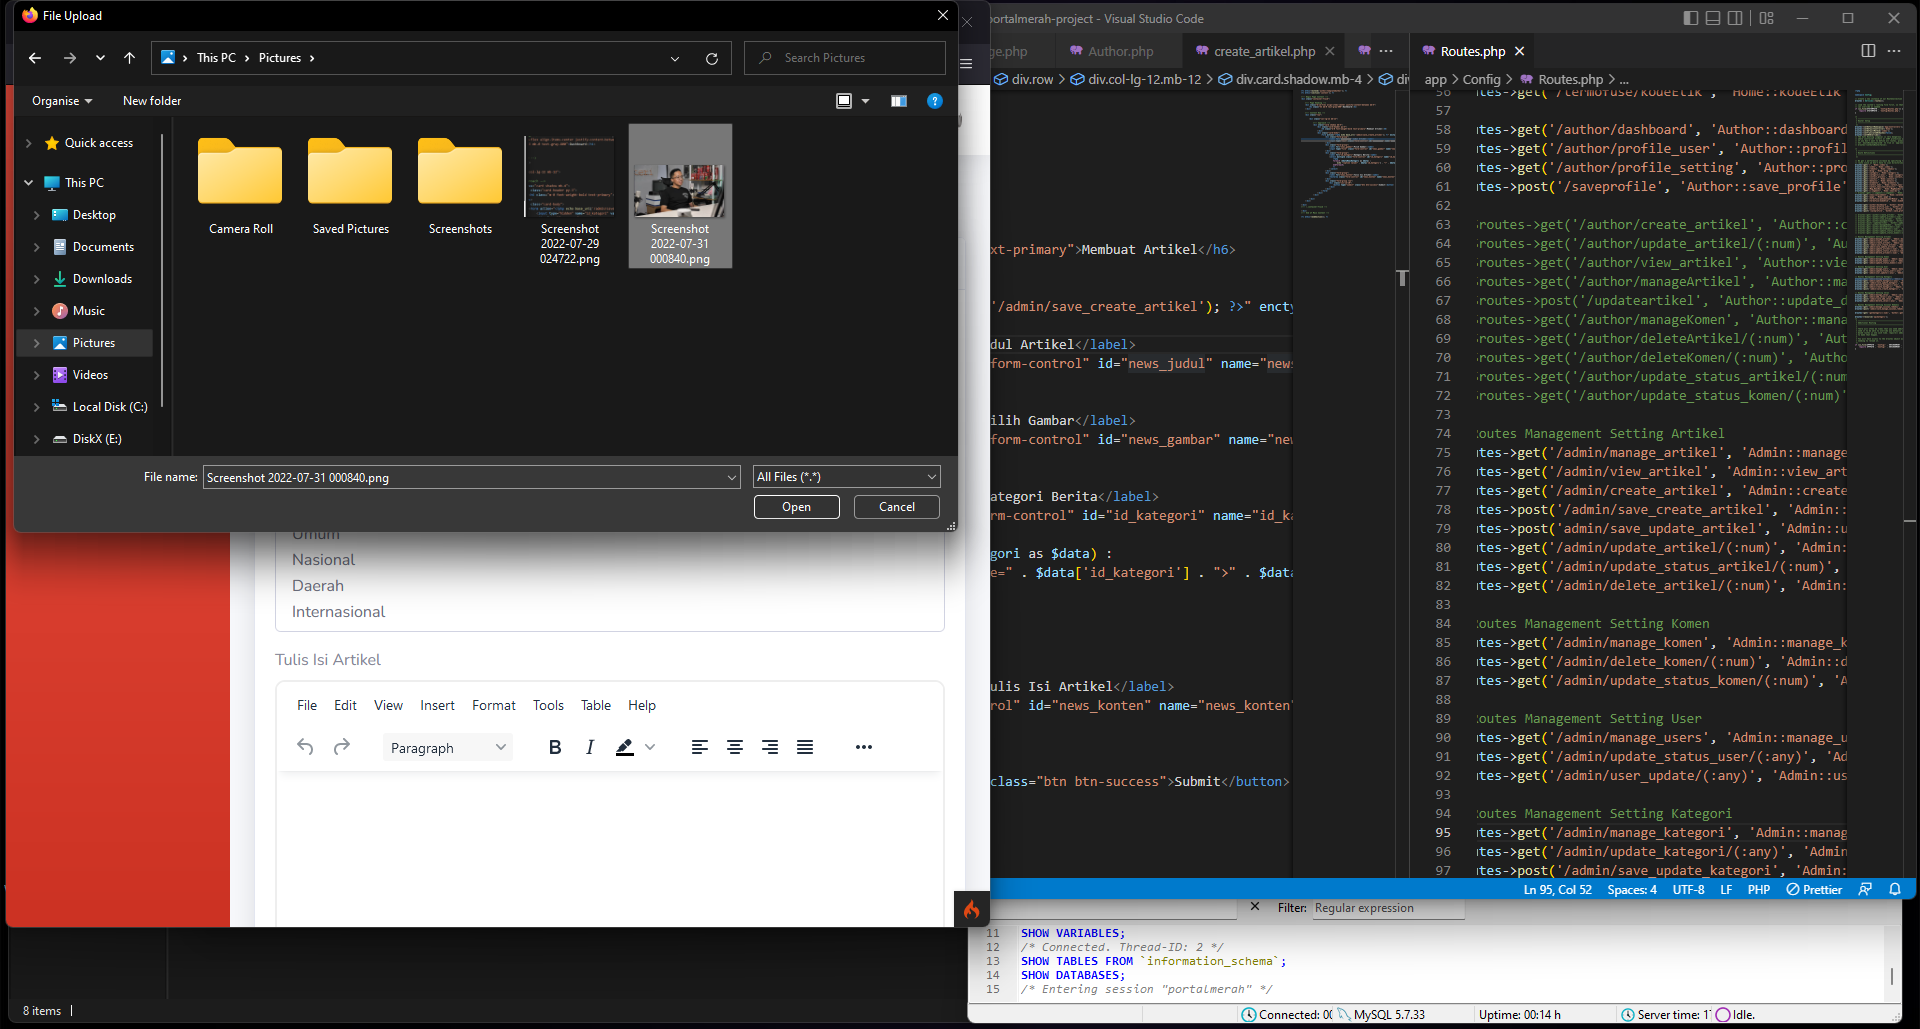 File Upload
This PC
Pictures
Search Pictures
Organise
New folder
Quick access
This PC
Desktop
Documents
Downloads
Music
Pictures
Videos
Local Disk (C:)
DiskX (E:)
Camera Roll
Saved Pictures
Screenshots
Screenshot
2022-07-29
024722.png
Screenshot
2022-07-31
000840.png
File name: Screenshot 2022-07-31 000840.png
All Files (*.*)
Open
Cancel
Umum
Nasional
Daerah
Internasional
Tulis Isi Artikel
File Edit View Insert Format Tools Table Help
Paragraph
B I
8 items
portalmerah-project - Visual Studio Code
ge.php
Author.php
create_artikel.php
Routes.php
div.row > div.col-lg-12.mb-12 > div.card.shadow.mb-4 > div
app > Config > Routes.php > ...
xt-primary">Membuat Artikel</h6>
'/admin/save_create_artikel'); ?>" encty
dul Artikel</label>
form-control" id="news_judul" name="news
ilih Gambar</label>
form-control" id="news_gambar" name="new
ategori Berita</label>
rm-control" id="id_kategori" name="id_ka
gori as $data) :
e=" . $data['id_kategori'] . ">" . $data
ulis Isi Artikel</label>
rol" id="news_konten" name="news_konten"
class="btn btn-success">Submit</button>
56 ites->get('/termofuse/kodeEtik', 'Home::kodeEtik
57
58 ites->get('/author/dashboard', 'Author::dashboard
59 ites->get('/author/profile_user', 'Author::profil
60 ites->get('/author/profile_setting', 'Author::pro
61 ites->post('/saveprofile', 'Author::save_profile'
62
63 routes->get('/author/create_artikel', 'Author::c
64 routes->get('/author/update_artikel/(:num)', 'Au
65 routes->get('/author/view_artikel', 'Author::vie
66 routes->get('/author/manageArtikel', 'Author::ma
67 routes->post('/updateartikel', 'Author::update_d
68 routes->get('/author/manageKomen', 'Author::mana
69 routes->get('/author/deleteArtikel/(:num)', 'Aut
70 routes->get('/author/deleteKomen/(:num)', 'Autho
71 routes->get('/author/update_status_artikel/(:num
72 routes->get('/author/update_status_komen/(:num)'
73
74 outes Management Setting Artikel
75 ites->get('/admin/manage_artikel', 'Admin::manage
76 ites->get('/admin/view_artikel', 'Admin::view_art
77 ites->get('/admin/create_artikel', 'Admin::create
78 ites->post('/admin/save_create_artikel', 'Admin::
79 ites->post('admin/save_update_artikel', 'Admin::u
80 ites->get('/admin/update_artikel/(:num)', 'Admin:
81 ites->get('/admin/update_status_artikel/(:num)',
82 ites->get('/admin/delete_artikel/(:num)', 'Admin:
83
84 outes Management Setting Komen
85 ites->get('/admin/manage_komen', 'Admin::manage_k
86 ites->get('/admin/delete_komen/(:num)', 'Admin::d
87 ites->get('/admin/update_status_komen/(:num)', 'A
88
89 outes Management Setting User
90 ites->get('/admin/manage_users', 'Admin::manage_u
91 ites->get('/admin/update_status_user/(:any)', 'Ad
92 ites->get('/admin/user_update/(:any)', 'Admin::us
93
94 outes Management Setting Kategori
95 ites->get('/admin/manage_kategori', 'Admin::manag
96 ites->get('/admin/update_kategori/(:any)', 'Admin
97 ites->post('/admin/save_update_kategori', 'Admin:
Ln 95, Col 52 Spaces: 4 UTF-8 LF PHP Prettier
Filter: Regular expression
11 SHOW VARIABLES;
12 /* Connected. Thread-ID: 2 */
13 SHOW TABLES FROM `information_schema`;
14 SHOW DATABASES;
15 /* Entering session "portalmerah" */
Connected: 00 MySQL 5.7.33 Uptime: 00:14 h Server time: 1 Idle.